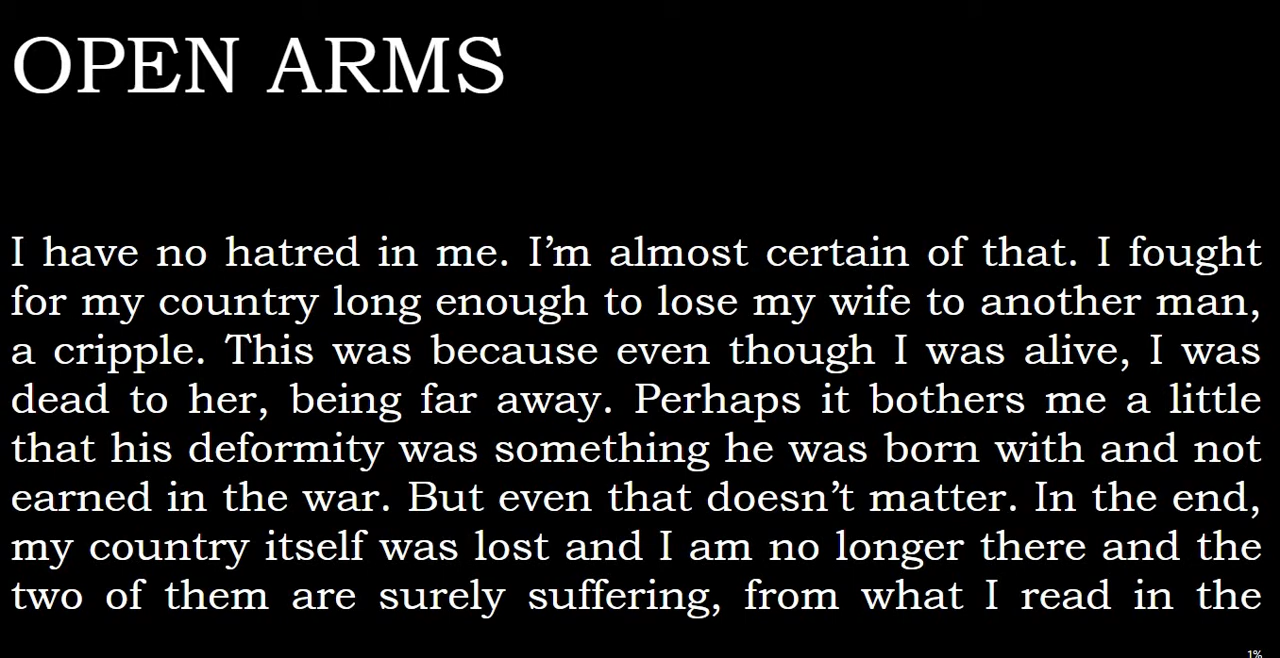 OPEN ARMS
I have no hatred in me. I’m almost certain of that. I fought
for my country long enough to lose my wife to another man,
a cripple. This was because even though I was alive, I was
dead to her, being far away. Perhaps it bothers me a little
that his deformity was something he was born with and not
earned in the war. But even that doesn’t matter. In the end,
my country itself was lost and I am no longer there and the
two of them are surely suffering, from what I read in the
1%